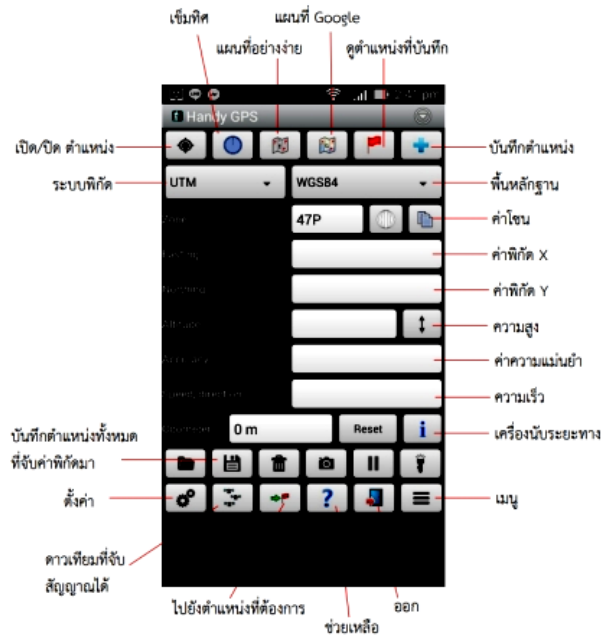 เข็มทิศ
แผนที่ Google
แผนที่อย่างง่าย
ดูตำแหน่งที่บันทึก
Handy GPS
เปิด/ปิด ตำแหน่ง
บันทึกตำแหน่ง
ระบบพิกัด
UTM
WGS84
พื้นหลักฐาน
47P
ค่าโซน
ค่าพิกัด X
ค่าพิกัด Y
Altitude
ความสูง
Accuracy
ค่าความแม่นยำ
Speed, direction
ความเร็ว
Odometer
0 m
Reset
เครื่องนับระยะทาง
บันทึกตำแหน่งทั้งหมด
ที่จับค่าพิกัดมา
ตั้งค่า
เมนู
ดาวเทียมที่จับ
สัญญาณได้
ไปยังตำแหน่งที่ต้องการ
ออก
ช่วยเหลือ